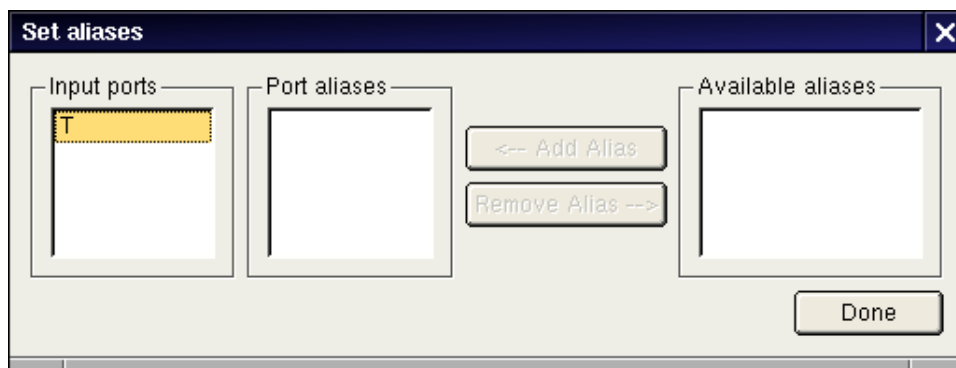 Set aliases
Input ports
Port aliases
Available aliases
T
<-- Add Alias
Remove Alias -->
Done